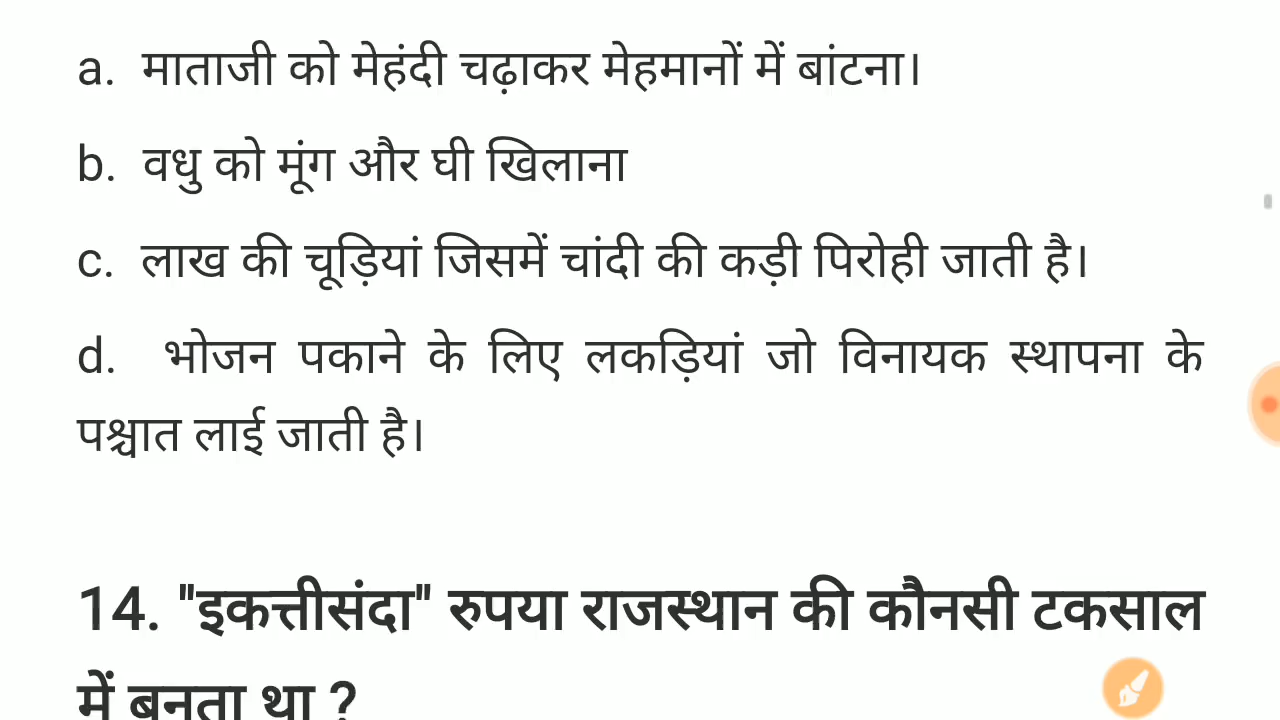 a. माताजी को मेहंदी चढ़ाकर मेहमानों में बांटना।
b. वधु को मूंग और घी खिलाना
c. लाख की चूड़ियां जिसमें चांदी की कड़ी पिरोही जाती है।
d. भोजन पकाने के लिए लकड़ियां जो विनायक स्थापना के
पश्चात लाई जाती है।
14. "इकत्तीसंदा" रुपया राजस्थान की कौनसी टकसाल
में बनता था ?